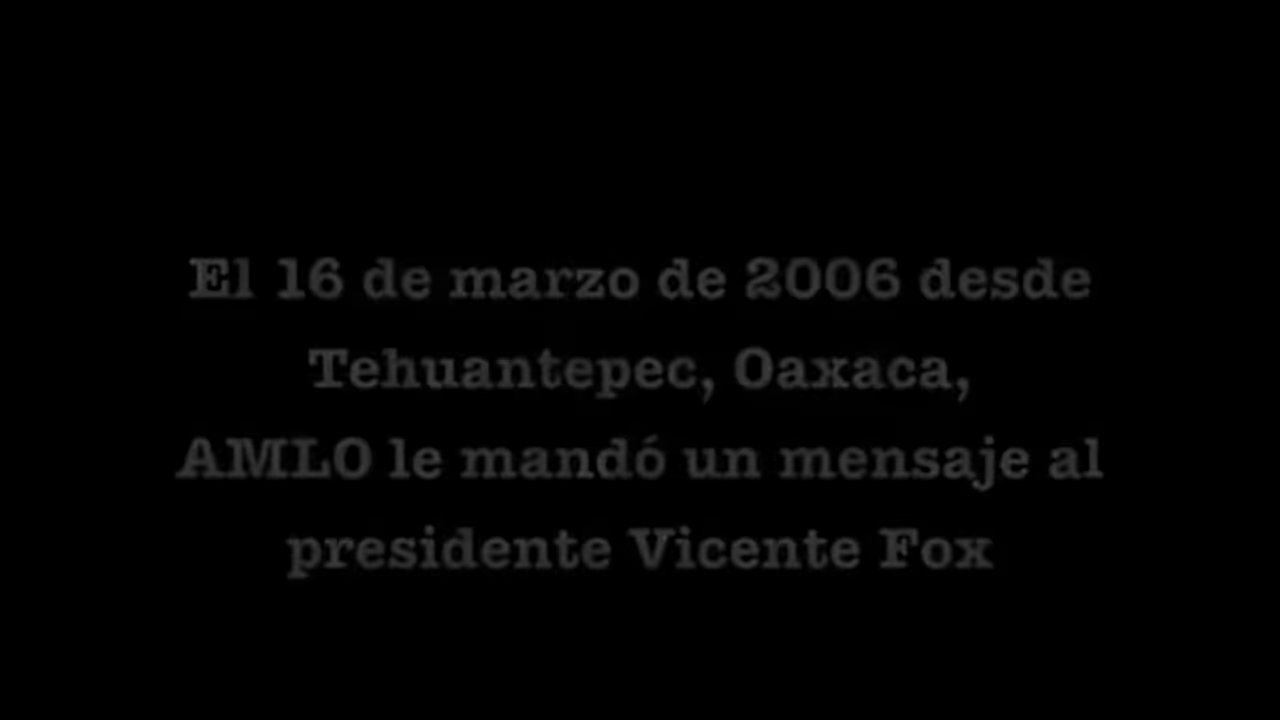 El 16 de marzo de 2006 desde
Tehuantepec, Oaxaca,
AMLO le mandó un mensaje al
presidente Vicente Fox